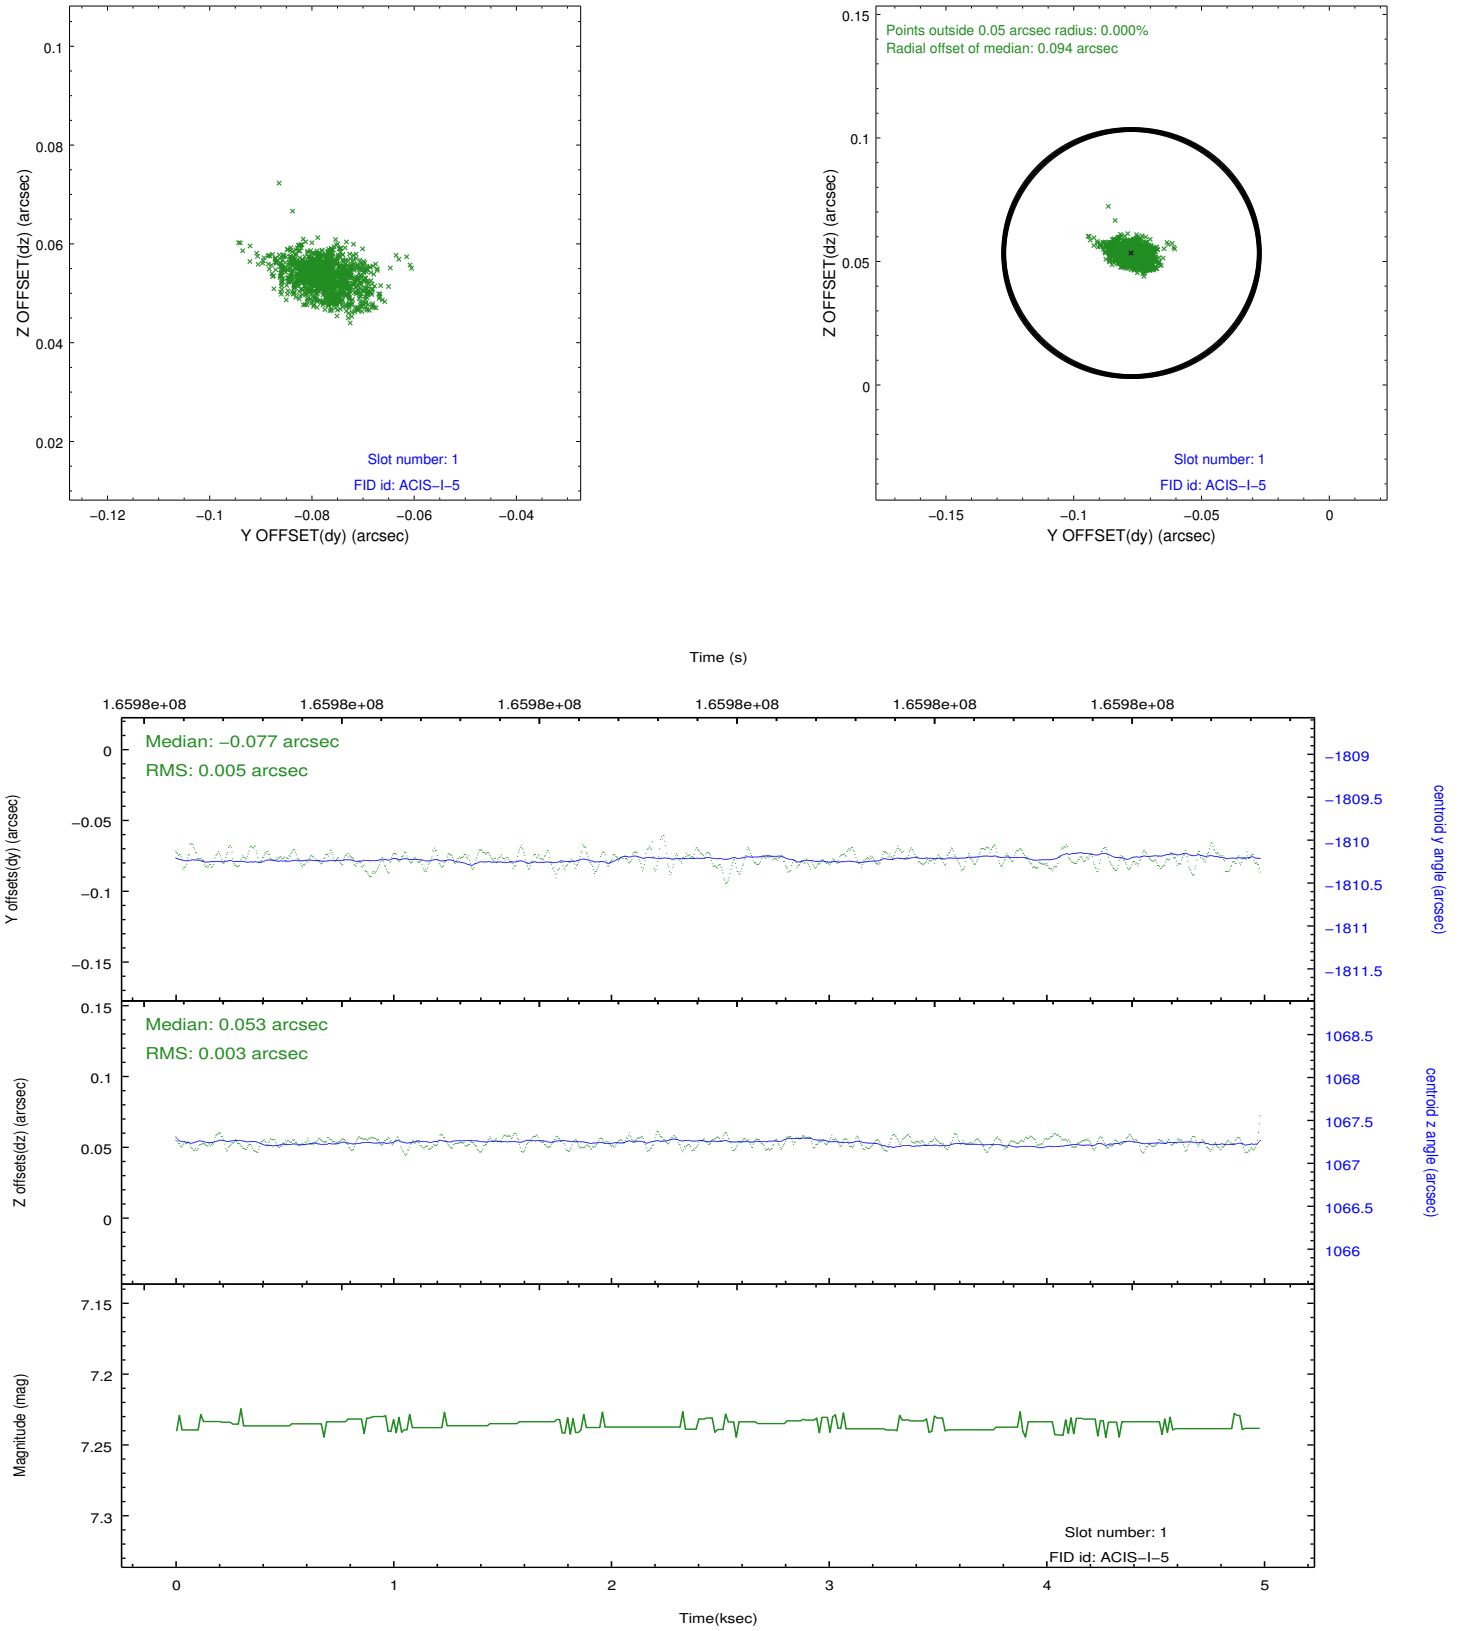 0.1
0.08
0.06
0.04
0.02
Z OFFSET(dz) (arcsec)
Slot number: 1
FID id: ACIS−I−5
−0.12 −0.1 −0.08 −0.06 −0.04
Y OFFSET(dy) (arcsec)
0.15
0.1
0.05
0
Z OFFSET(dz) (arcsec)
Points outside 0.05 arcsec radius: 0.000%
Radial offset of median: 0.094 arcsec
Slot number: 1
FID id: ACIS−I−5
−0.15 −0.1 −0.05 0
Y OFFSET(dy) (arcsec)
Time (s)
1.6598e+08 1.6598e+08 1.6598e+08 1.6598e+08 1.6598e+08 1.6598e+08
Median: −0.077 arcsec
RMS: 0.005 arcsec
0
−0.05
−0.1
−0.15
Y offsets(dy) (arcsec)
−1809
−1809.5
−1810
−1810.5
−1811
−1811.5
centroid y angle (arcsec)
Median: 0.053 arcsec
RMS: 0.003 arcsec
0.15
0.1
0.05
0
Z offsets(dz) (arcsec)
1068.5
1068
1067.5
1067
1066.5
1066
centroid z angle (arcsec)
7.15
7.2
7.25
7.3
Magnitude (mag)
Slot number: 1
FID id: ACIS−I−5
0 1 2 3 4 5
Time(ksec)